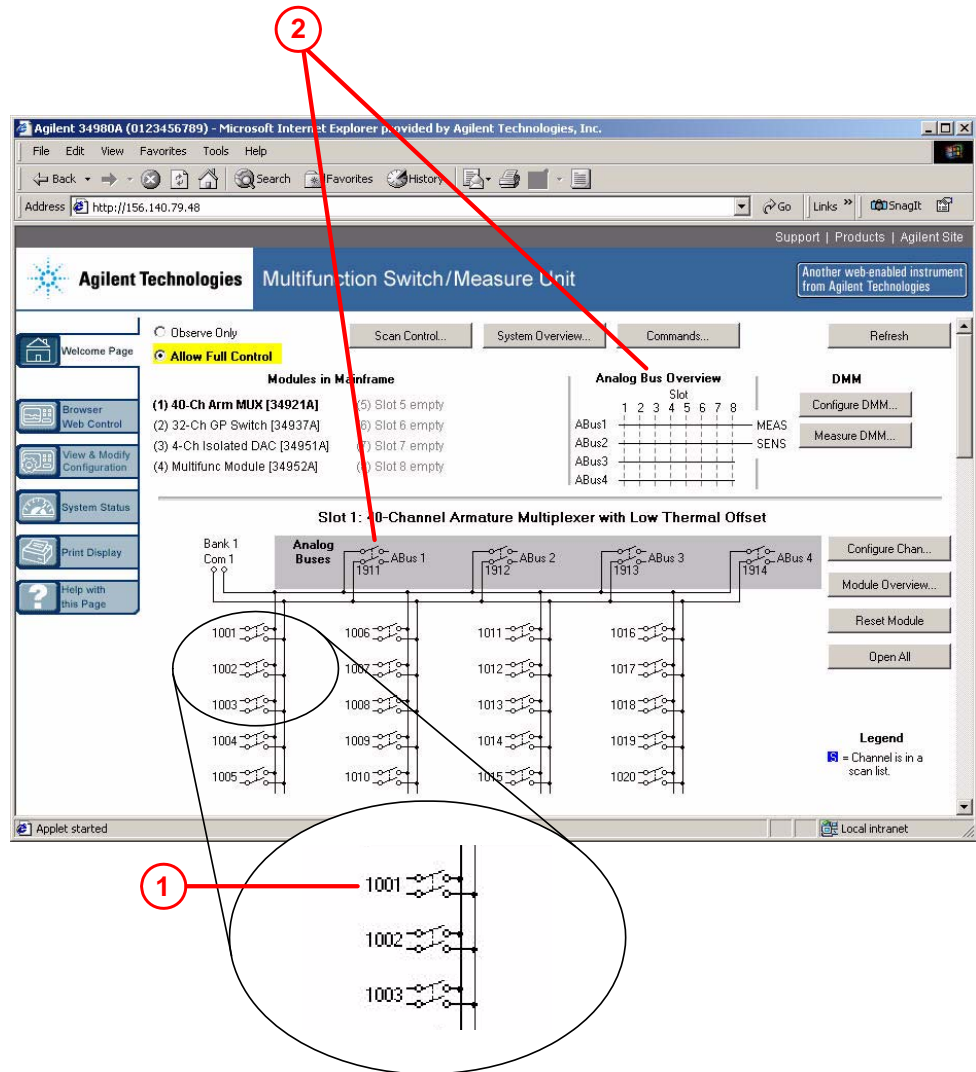 2
Agilent 34980A (0123456789) - Microsoft Internet Explorer provided by Agilent Technologies, Inc.
File Edit View Favorites Tools Help
Back Search Favorites History
Address http://156.140.79.48 Go Links » SnagIt
Support | Products | Agilent Site
Agilent Technologies Multifunction Switch/Measure Unit
Another web-enabled instrument
from Agilent Technologies
Welcome Page
Browser
Web Control
View & Modify
Configuration
System Status
Print Display
Help with
this Page
Observe Only
Allow Full Control
Scan Control... System Overview... Commands... Refresh
Modules in Mainframe
(1) 40-Ch Arm MUX [34921A] (5) Slot 5 empty
(2) 32-Ch GP Switch [34937A] (6) Slot 6 empty
(3) 4-Ch Isolated DAC [34951A] (7) Slot 7 empty
(4) Multifunc Module [34952A] (8) Slot 8 empty
Analog Bus Overview
Slot
1 2 3 4 5 6 7 8
ABus1 MEAS
ABus2 SENS
ABus3
ABus4
DMM
Configure DMM...
Measure DMM...
Slot 1: 40-Channel Armature Multiplexer with Low Thermal Offset
Bank 1
Com 1
Analog
Buses
ABus 1 ABus 2 ABus 3 ABus 4
1911 1912 1913 1914
1001 1006 1011 1016
1002 1007 1012 1017
1003 1008 1013 1018
1004 1009 1014 1019
1005 1010 1015 1020
Configure Chan...
Module Overview...
Reset Module
Open All
Legend
S = Channel is in a
scan list.
Applet started Local intranet
1
1001
1002
1003